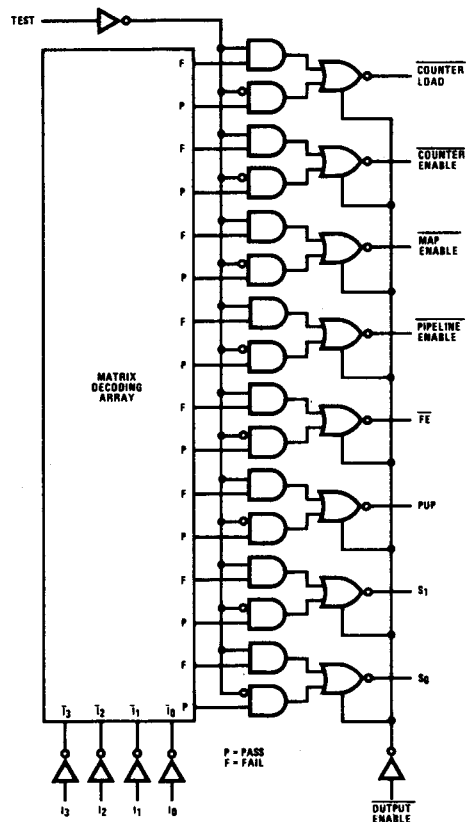 TEST
F
COUNTER
LOAD
P
F
COUNTER
ENABLE
P
F
MAP
ENABLE
P
F
PIPELINE
ENABLE
P
MATRIX
DECODING
ARRAY
F
FE
P
F
PUP
P
F
S1
P
F
S0
P
I3 I2 I1 I0
P = PASS
F = FAIL
I3 I2 I1 I0
OUTPUT
ENABLE